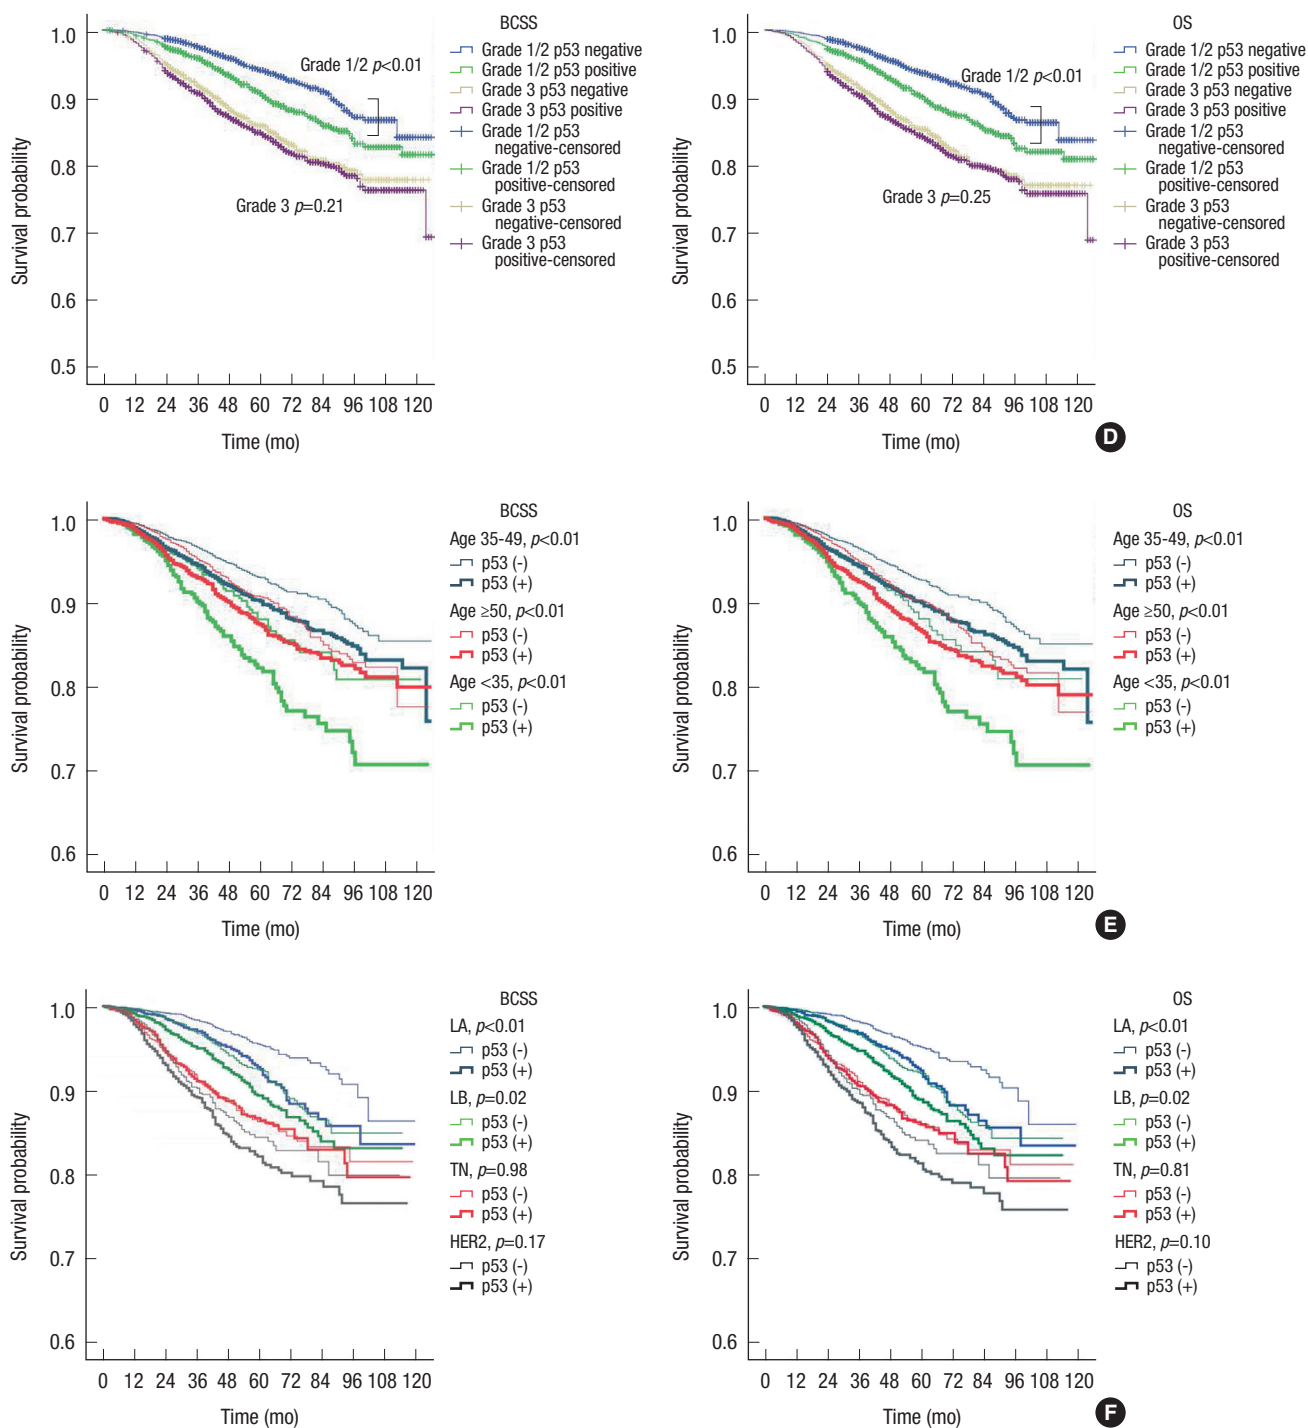 BCSS
1.0
0.9
0.8
0.7
0.6
0.5
Survival probability
Grade 1/2 p<0.01
Grade 3 p=0.21
0 12 24 36 48 60 72 84 96 108 120
Time (mo)
Grade 1/2 p53 negative
Grade 1/2 p53 positive
Grade 3 p53 negative
Grade 3 p53 positive
Grade 1/2 p53
negative-censored
Grade 1/2 p53
positive-censored
Grade 3 p53
negative-censored
Grade 3 p53
positive-censored
OS
1.0
0.9
0.8
0.7
0.6
0.5
Survival probability
Grade 1/2 p<0.01
Grade 3 p=0.25
0 12 24 36 48 60 72 84 96 108 120
Time (mo)
Grade 1/2 p53 negative
Grade 1/2 p53 positive
Grade 3 p53 negative
Grade 3 p53 positive
Grade 1/2 p53
negative-censored
Grade 1/2 p53
positive-censored
Grade 3 p53
negative-censored
Grade 3 p53
positive-censored
D
BCSS
1.0
0.9
0.8
0.7
0.6
Survival probability
0 12 24 36 48 60 72 84 96 108 120
Time (mo)
Age 35-49, p<0.01
p53 (-)
p53 (+)
Age ≥50, p<0.01
p53 (-)
p53 (+)
Age <35, p<0.01
p53 (-)
p53 (+)
OS
1.0
0.9
0.8
0.7
0.6
Survival probability
0 12 24 36 48 60 72 84 96 108 120
Time (mo)
Age 35-49, p<0.01
p53 (-)
p53 (+)
Age ≥50, p<0.01
p53 (-)
p53 (+)
Age <35, p<0.01
p53 (-)
p53 (+)
E
BCSS
1.0
0.9
0.8
0.7
0.6
Survival probability
0 12 24 36 48 60 72 84 96 108 120
Time (mo)
LA, p<0.01
p53 (-)
p53 (+)
LB, p=0.02
p53 (-)
p53 (+)
TN, p=0.98
p53 (-)
p53 (+)
HER2, p=0.17
p53 (-)
p53 (+)
OS
1.0
0.9
0.8
0.7
0.6
Survival probability
0 12 24 36 48 60 72 84 96 108 120
Time (mo)
LA, p<0.01
p53 (-)
p53 (+)
LB, p=0.02
p53 (-)
p53 (+)
TN, p=0.81
p53 (-)
p53 (+)
HER2, p=0.10
p53 (-)
p53 (+)
F